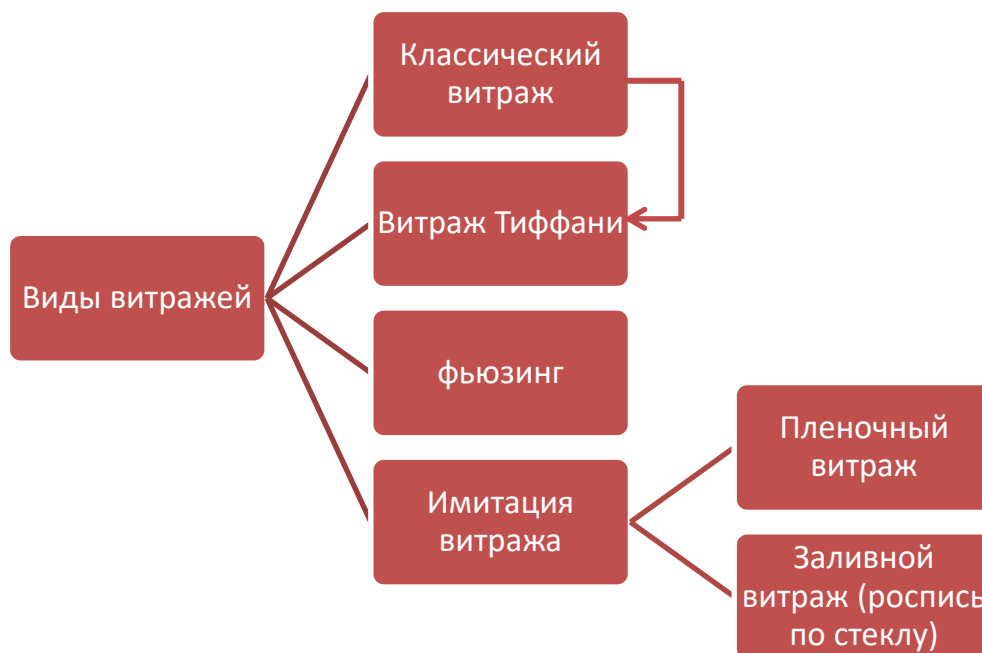 Классический
витраж
Витраж Тиффани
Виды витражей
фьюзинг
Имитация
витража
Пленочный
витраж
Заливной
витраж (роспись
по стеклу)